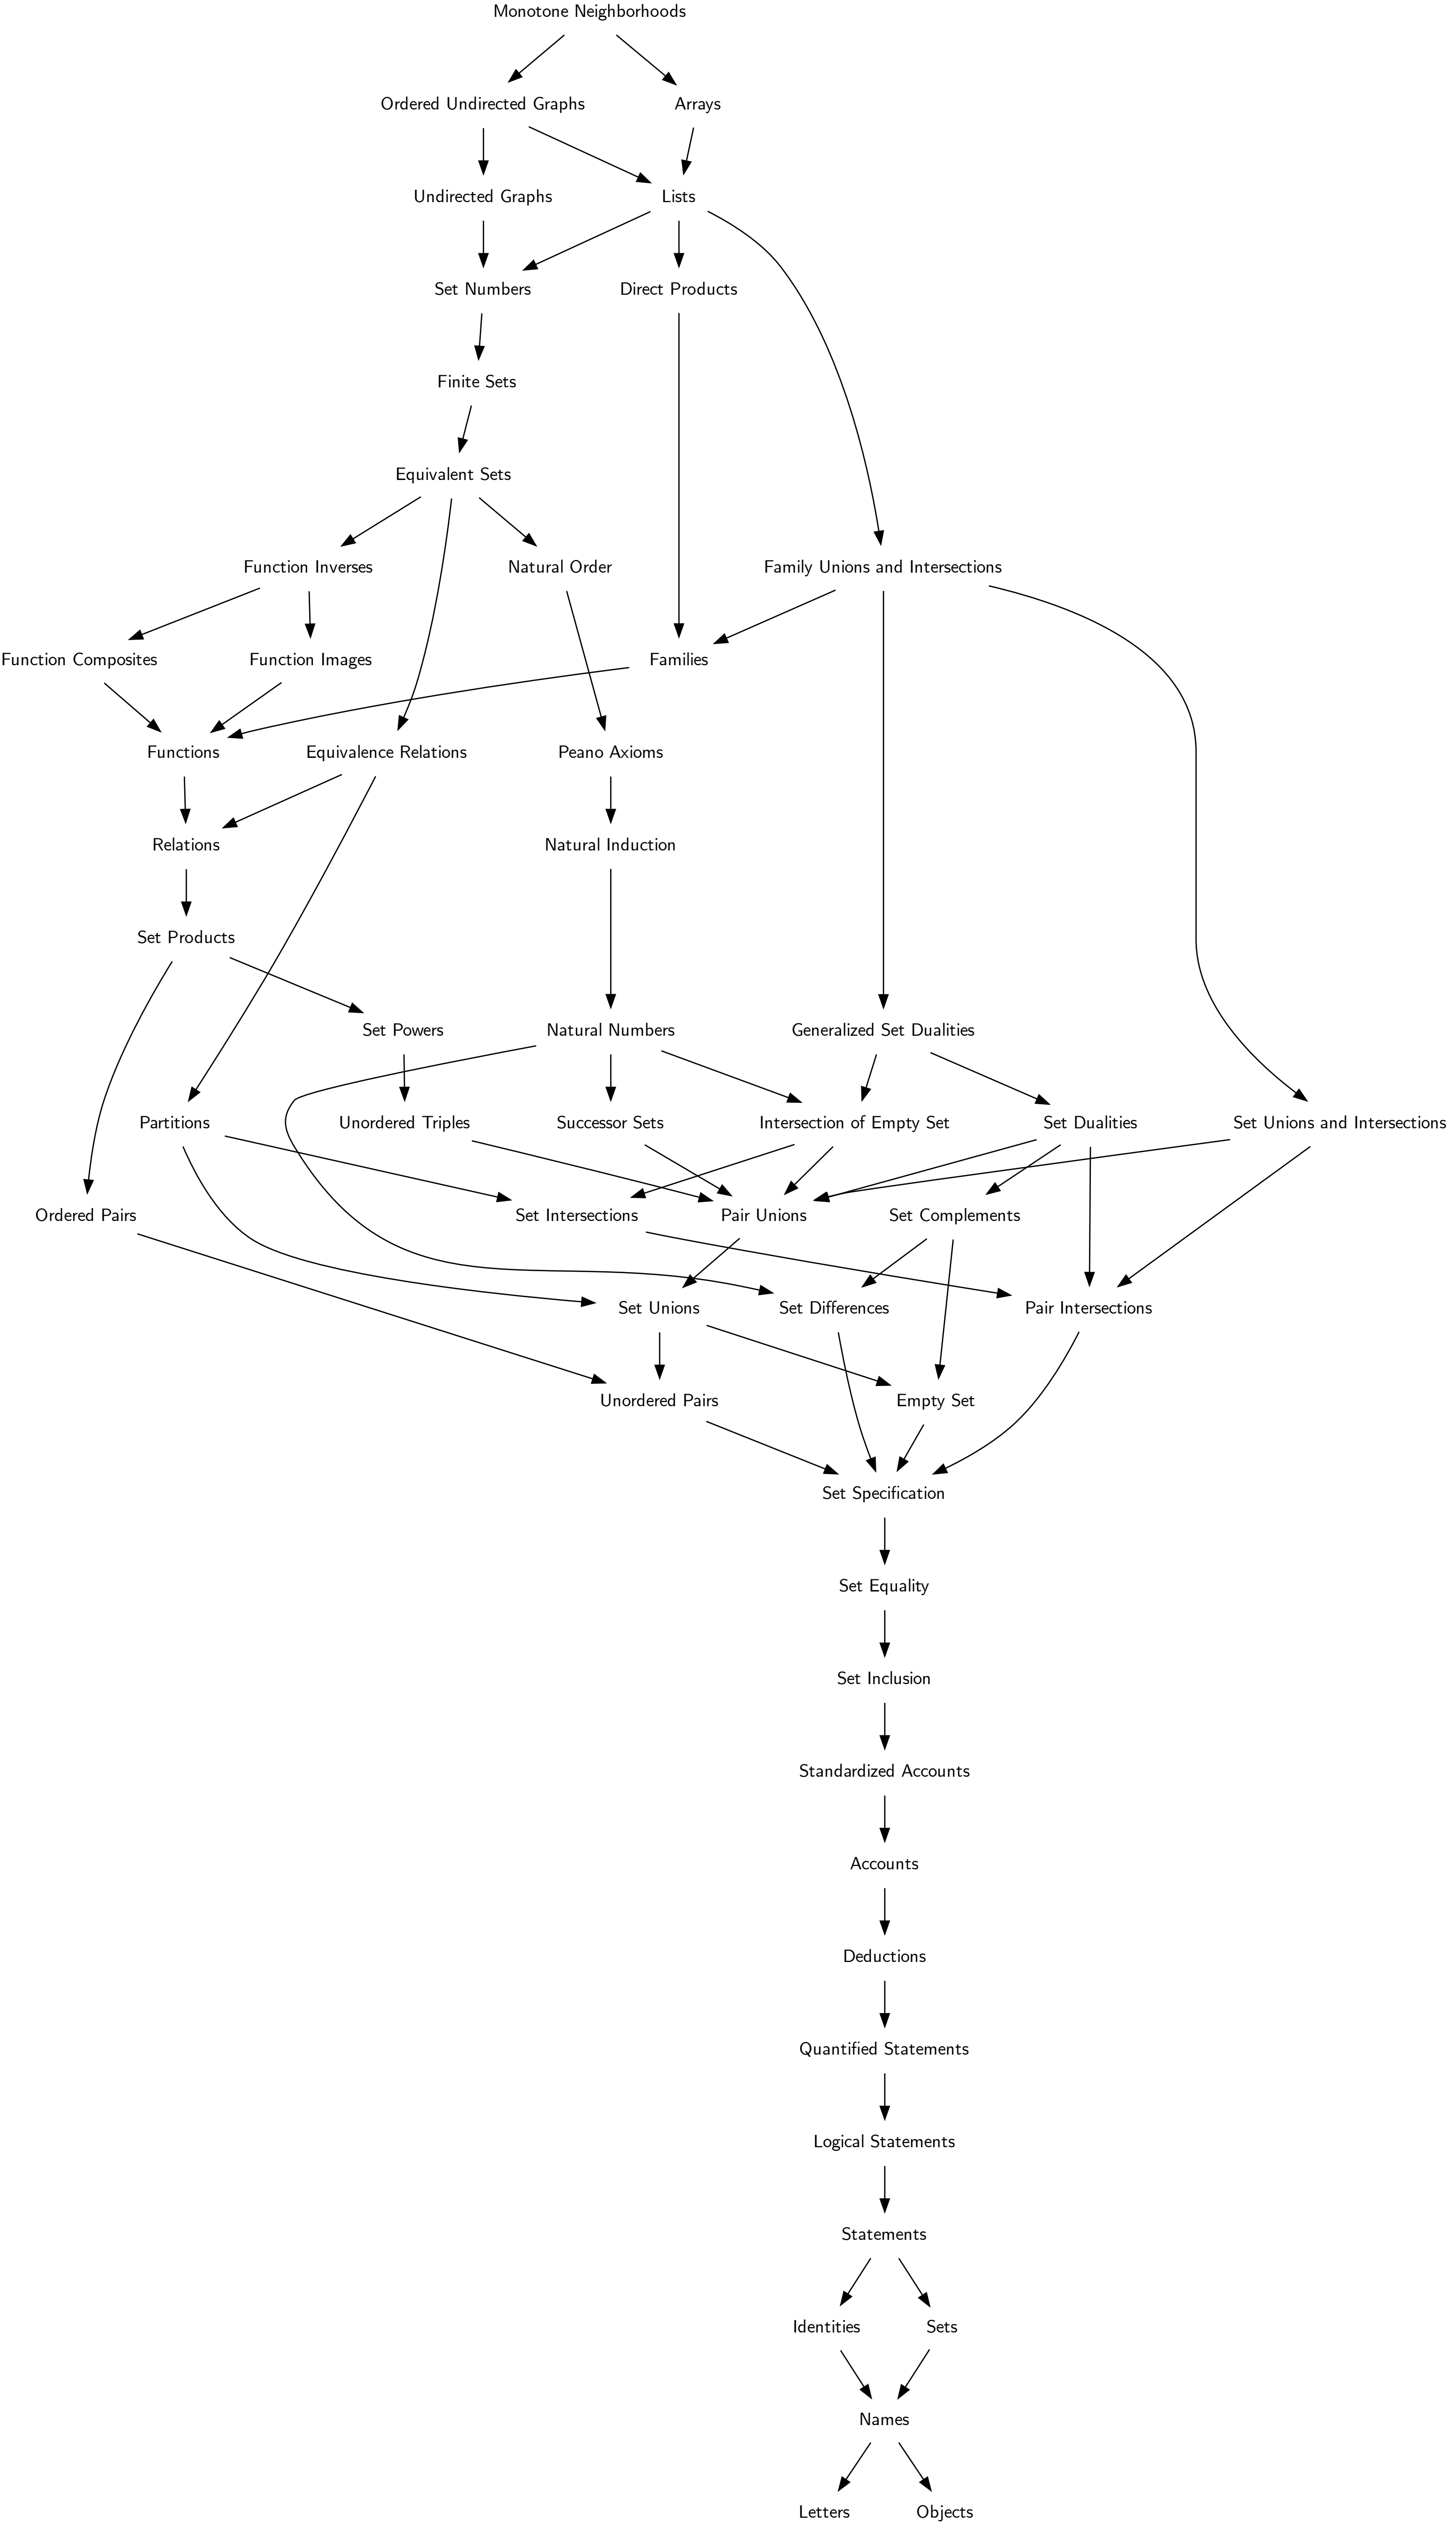 Monotone Neighborhoods
Ordered Undirected Graphs
Arrays
Undirected Graphs
Lists
Set Numbers
Direct Products
Finite Sets
Equivalent Sets
Function Inverses
Natural Order
Family Unions and Intersections
Function Composites
Function Images
Families
Functions
Equivalence Relations
Peano Axioms
Relations
Natural Induction
Set Products
Set Powers
Natural Numbers
Generalized Set Dualities
Partitions
Unordered Triples
Successor Sets
Intersection of Empty Set
Set Dualities
Set Unions and Intersections
Ordered Pairs
Set Intersections
Pair Unions
Set Complements
Set Unions
Set Differences
Pair Intersections
Unordered Pairs
Empty Set
Set Specification
Set Equality
Set Inclusion
Standardized Accounts
Accounts
Deductions
Quantified Statements
Logical Statements
Statements
Identities
Sets
Names
Letters
Objects